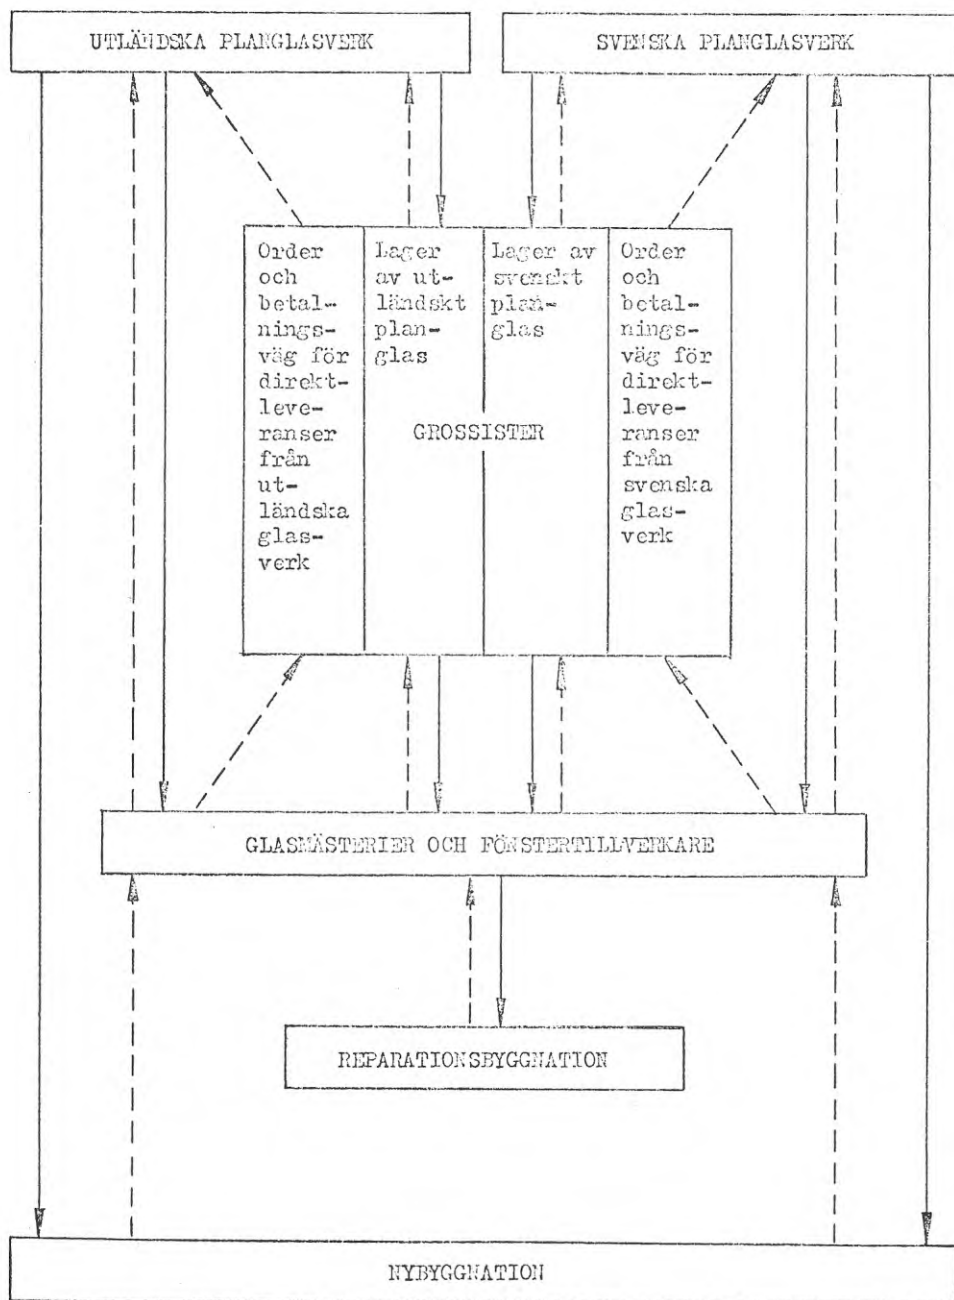 UTLÄNDSKA PLANGLASVERK
SVENSKA PLANGLASVERK
Order
och
betal-
nings-
väg för
direkt-
leve-
ranser
från
ut-
ländska
glas-
verk
Lager
av ut-
ländskt
plan-
glas
Lager av
svenskt
plan-
glas
Order
och
betal-
nings-
väg för
direkt-
leve-
ranser
från
svenska
glas-
verk
GROSSISTER
GLASMÄSTERIER OCH FÖNSTERTILLVERKARE
REPARATIONSBYGGNATION
NYBYGGNATION